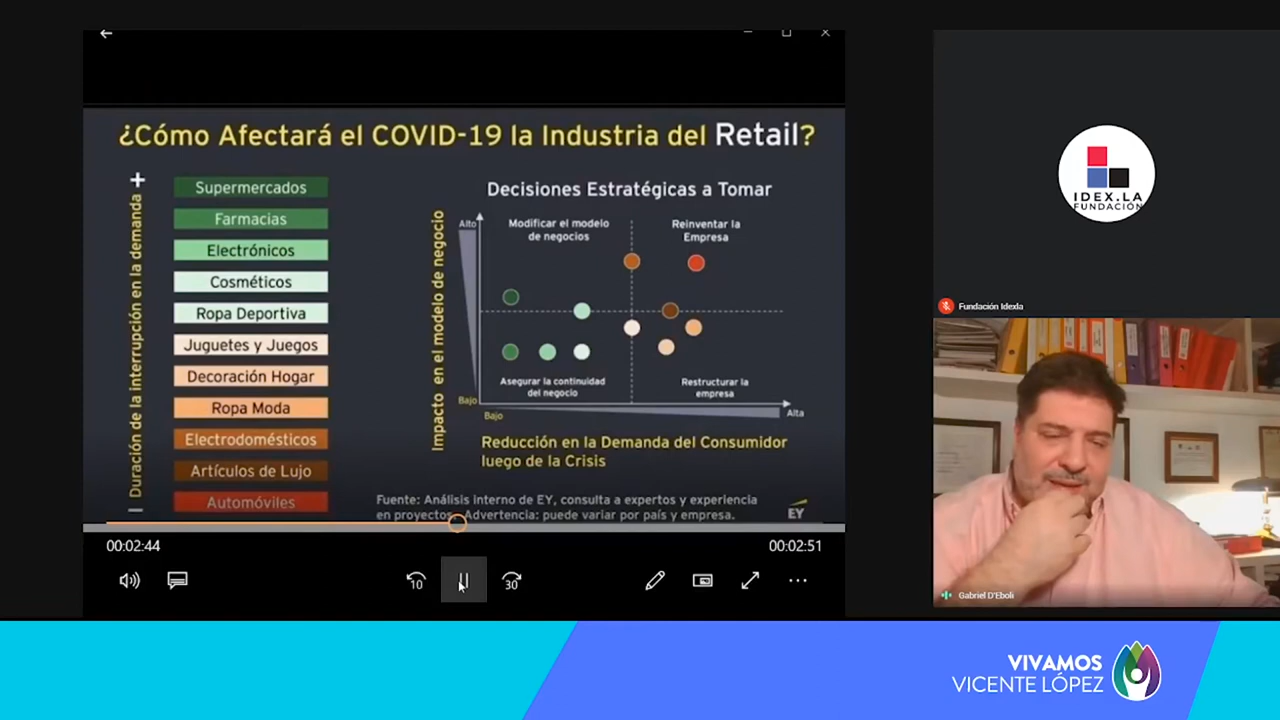 ¿Cómo Afectará el COVID-19 la Industria del Retail?
+
Duración de la interrupción en la demanda
–
Supermercados
Farmacias
Electrónicos
Cosméticos
Ropa Deportiva
Juguetes y Juegos
Decoración Hogar
Ropa Moda
Electrodomésticos
Artículos de Lujo
Automóviles
Decisiones Estratégicas a Tomar
Impacto en el modelo de negocio
Alto
Modificar el modelo
de negocios
Reinventar la
Empresa
Asegurar la continuidad
del negocio
Restructurar la
empresa
Bajo
Bajo
Alta
Reducción en la Demanda del Consumidor
luego de la Crisis
Fuente: Análisis interno de EY, consulta a expertos y experiencia
en proyectos. Advertencia: puede variar por país y empresa.
EY
00:02:44
00:02:51
10
30
IDEX.LA
FUNDACIÓN
Fundación Idexla
Gabriel D'Eboli
VIVAMOS
VICENTE LÓPEZ